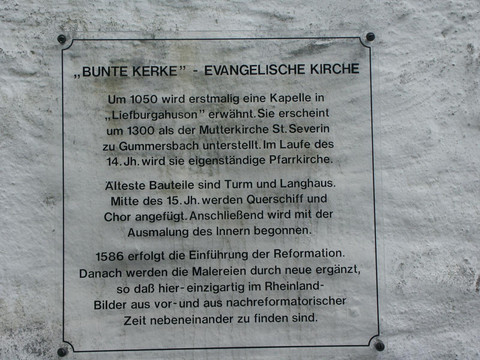 „BUNTE KERKE” - EVANGELISCHE KIRCHE
Um 1050 wird erstmalig eine Kapelle in
„Liefburgahuson” erwähnt. Sie erscheint
um 1300 als der Mutterkirche St. Severin
zu Gummersbach unterstellt. Im Laufe des
14. Jh. wird sie eigenständige Pfarrkirche.
Älteste Bauteile sind Turm und Langhaus.
Mitte des 15. Jh. werden Querschiff und
Chor angefügt. Anschließend wird mit der
Ausmalung des Innern begonnen.
1586 erfolgt die Einführung der Reformation.
Danach werden die Malereien durch neue ergänzt,
so daß hier - einzigartig im Rheinland-
Bilder aus vor- und aus nachreformatorischer
Zeit nebeneinander zu finden sind.